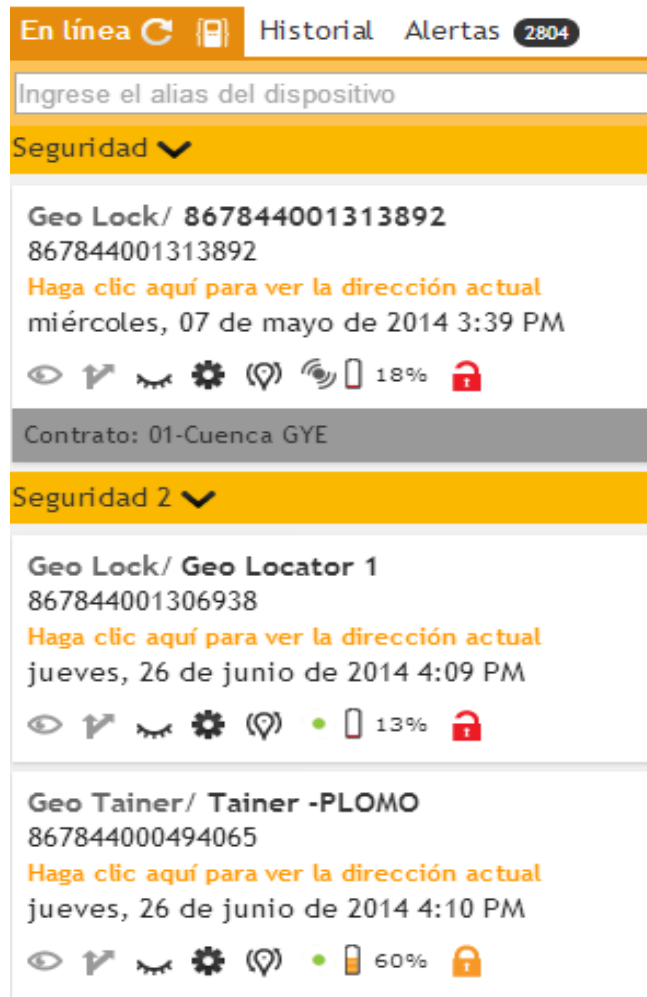 En línea Historial Alertas 2804
Ingrese el alias del dispositivo
Seguridad
Geo Lock/ 867844001313892
867844001313892
Haga clic aquí para ver la dirección actual
miércoles, 07 de mayo de 2014 3:39 PM
18%
Contrato: 01-Cuenca GYE
Seguridad 2
Geo Lock/ Geo Locator 1
867844001306938
Haga clic aquí para ver la dirección actual
jueves, 26 de junio de 2014 4:09 PM
13%
Geo Tainer/ Tainer -PLOMO
867844000494065
Haga clic aquí para ver la dirección actual
jueves, 26 de junio de 2014 4:10 PM
60%